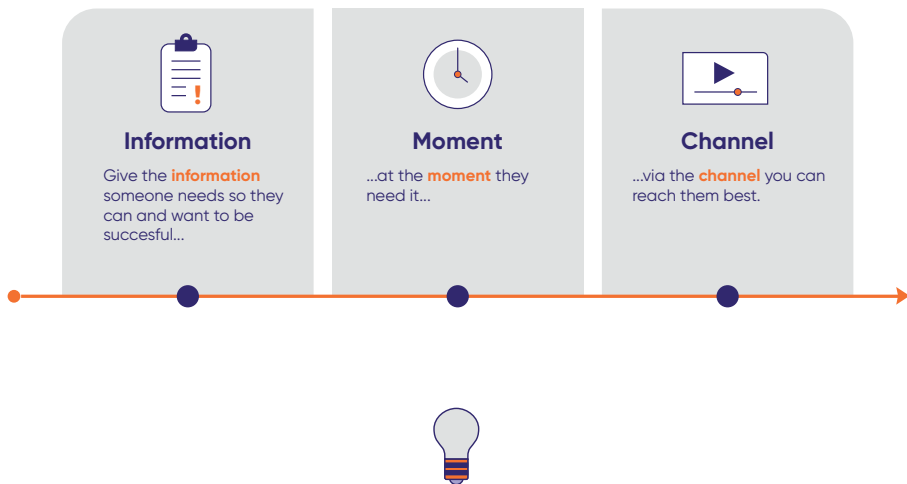 Information
Give the information
someone needs so they
can and want to be
succesful...
Moment
...at the moment they
need it...
Channel
...via the channel you can
reach them best.